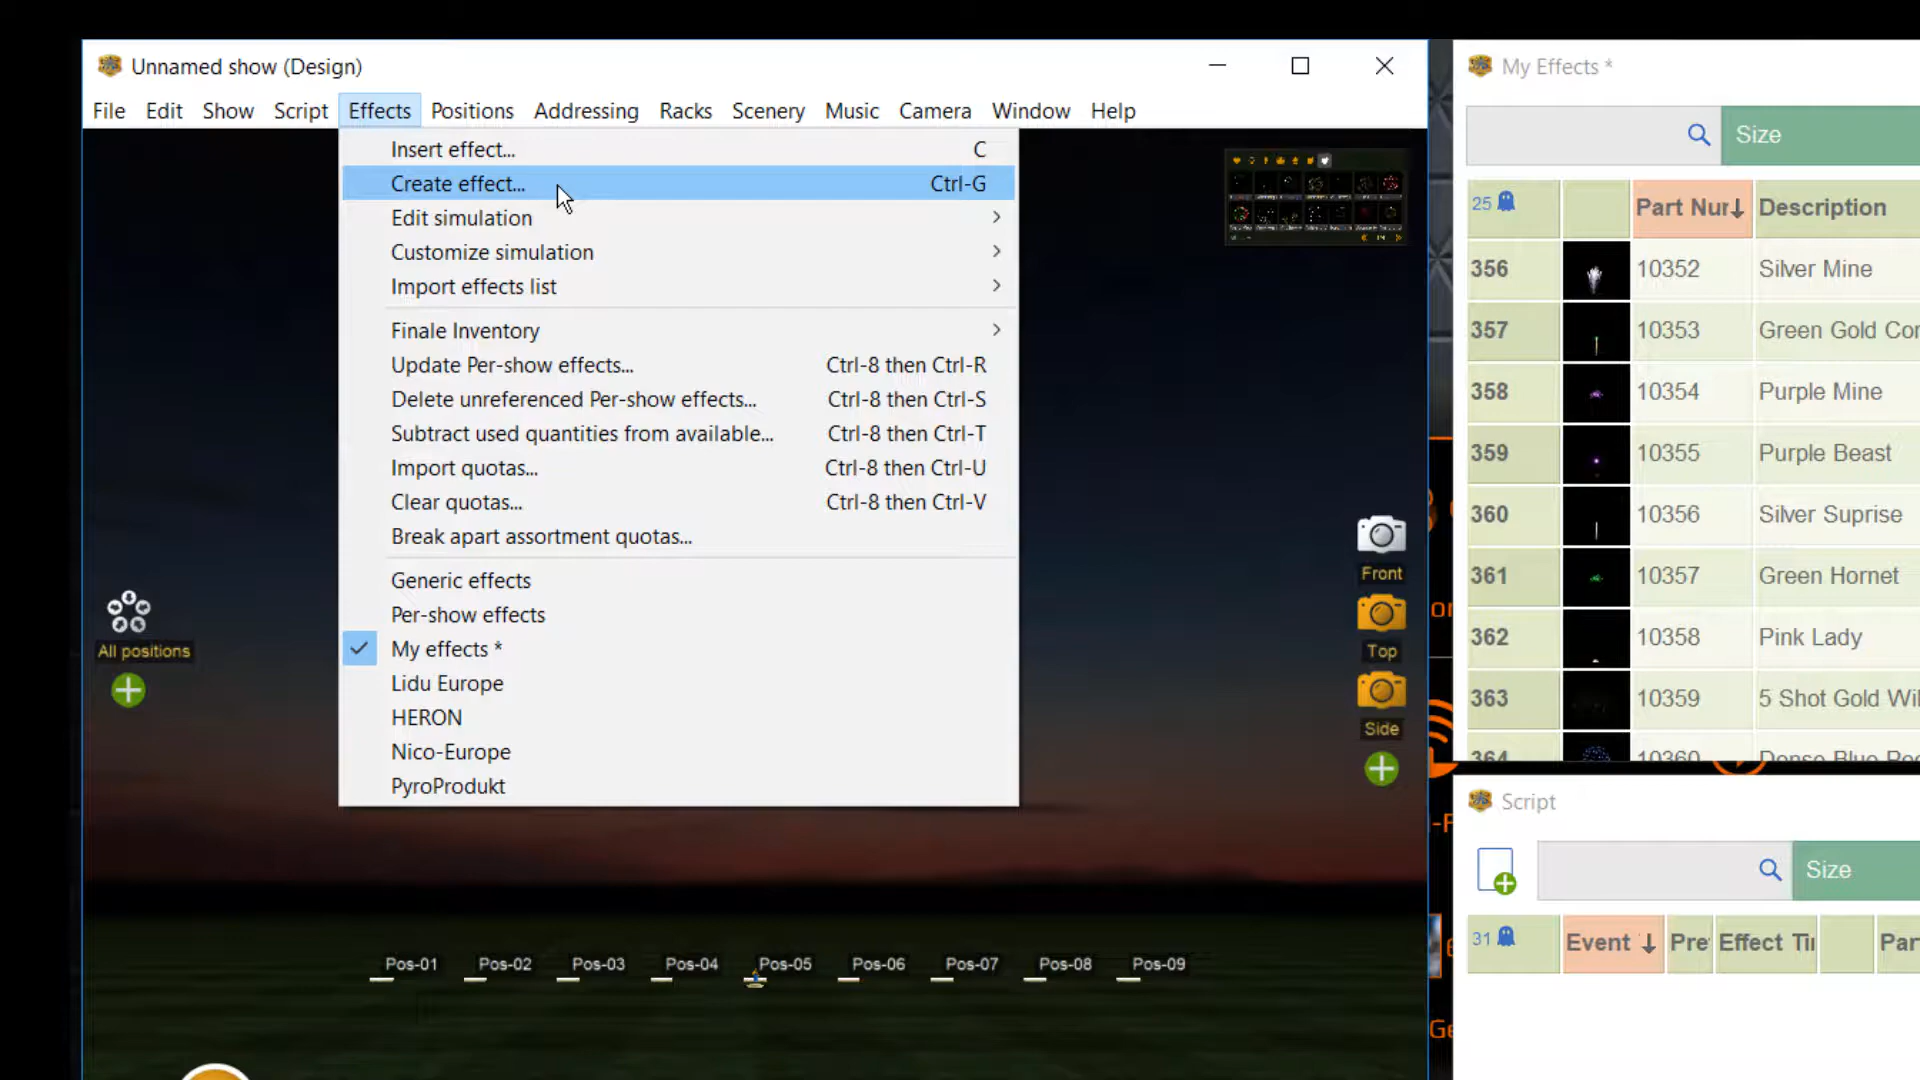 Unnamed show (Design)
File Edit Show Script Effects Positions Addressing Racks Scenery Music Camera Window Help
Insert effect... C
Create effect... Ctrl-G
Edit simulation
Customize simulation
Import effects list
Finale Inventory
Update Per-show effects... Ctrl-8 then Ctrl-R
Delete unreferenced Per-show effects... Ctrl-8 then Ctrl-S
Subtract used quantities from available... Ctrl-8 then Ctrl-T
Import quotas... Ctrl-8 then Ctrl-U
Clear quotas... Ctrl-8 then Ctrl-V
Break apart assortment quotas...
Generic effects
Per-show effects
My effects *
Lidu Europe
HERON
Nico-Europe
PyroProdukt
All positions
Front
Top
Side
Pos-01 Pos-02 Pos-03 Pos-04 Pos-05 Pos-06 Pos-07 Pos-08 Pos-09
My Effects *
Size
25 Part Nur Description
356 10352 Silver Mine
357 10353 Green Gold Cor
358 10354 Purple Mine
359 10355 Purple Beast
360 10356 Silver Suprise
361 10357 Green Hornet
362 10358 Pink Lady
363 10359 5 Shot Gold Wil
364 10360 Dense Blue
Script
Size
31 Event Pre Effect Ti Par